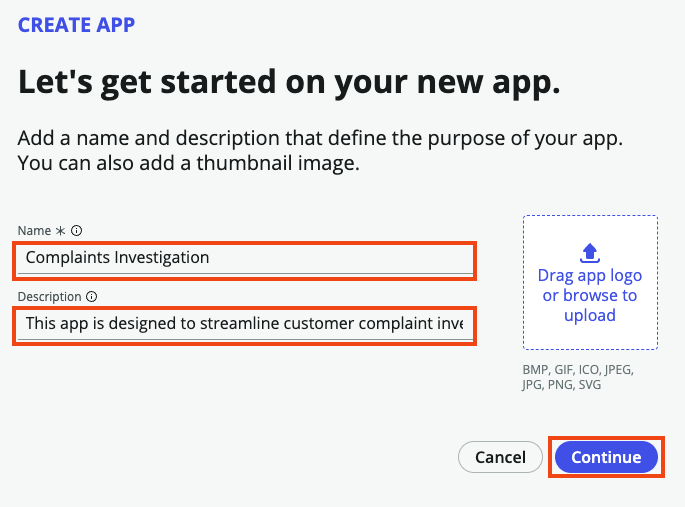 CREATE APP
Let's get started on your new app.
Add a name and description that define the purpose of your app.
You can also add a thumbnail image.
Name *
Complaints Investigation
Description
This app is designed to streamline customer complaint inve
Drag app logo
or browse to
upload
BMP, GIF, ICO, JPEG,
JPG, PNG, SVG
Cancel
Continue